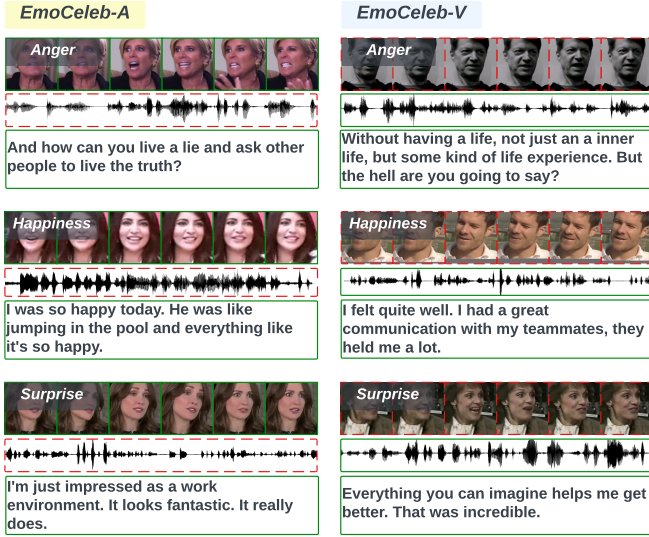 EmoCeleb-A
Anger
And how can you live a lie and ask other
people to live the truth?
Happiness
I was so happy today. He was like
jumping in the pool and everything like
it's so happy.
Surprise
I'm just impressed as a work
environment. It looks fantastic. It really
does.
EmoCeleb-V
Anger
Without having a life, not just an a inner
life, but some kind of life experience. But
the hell are you going to say?
Happiness
I felt quite well. I had a great
communication with my teammates, they
held me a lot.
Surprise
Everything you can imagine helps me get
better. That was incredible.